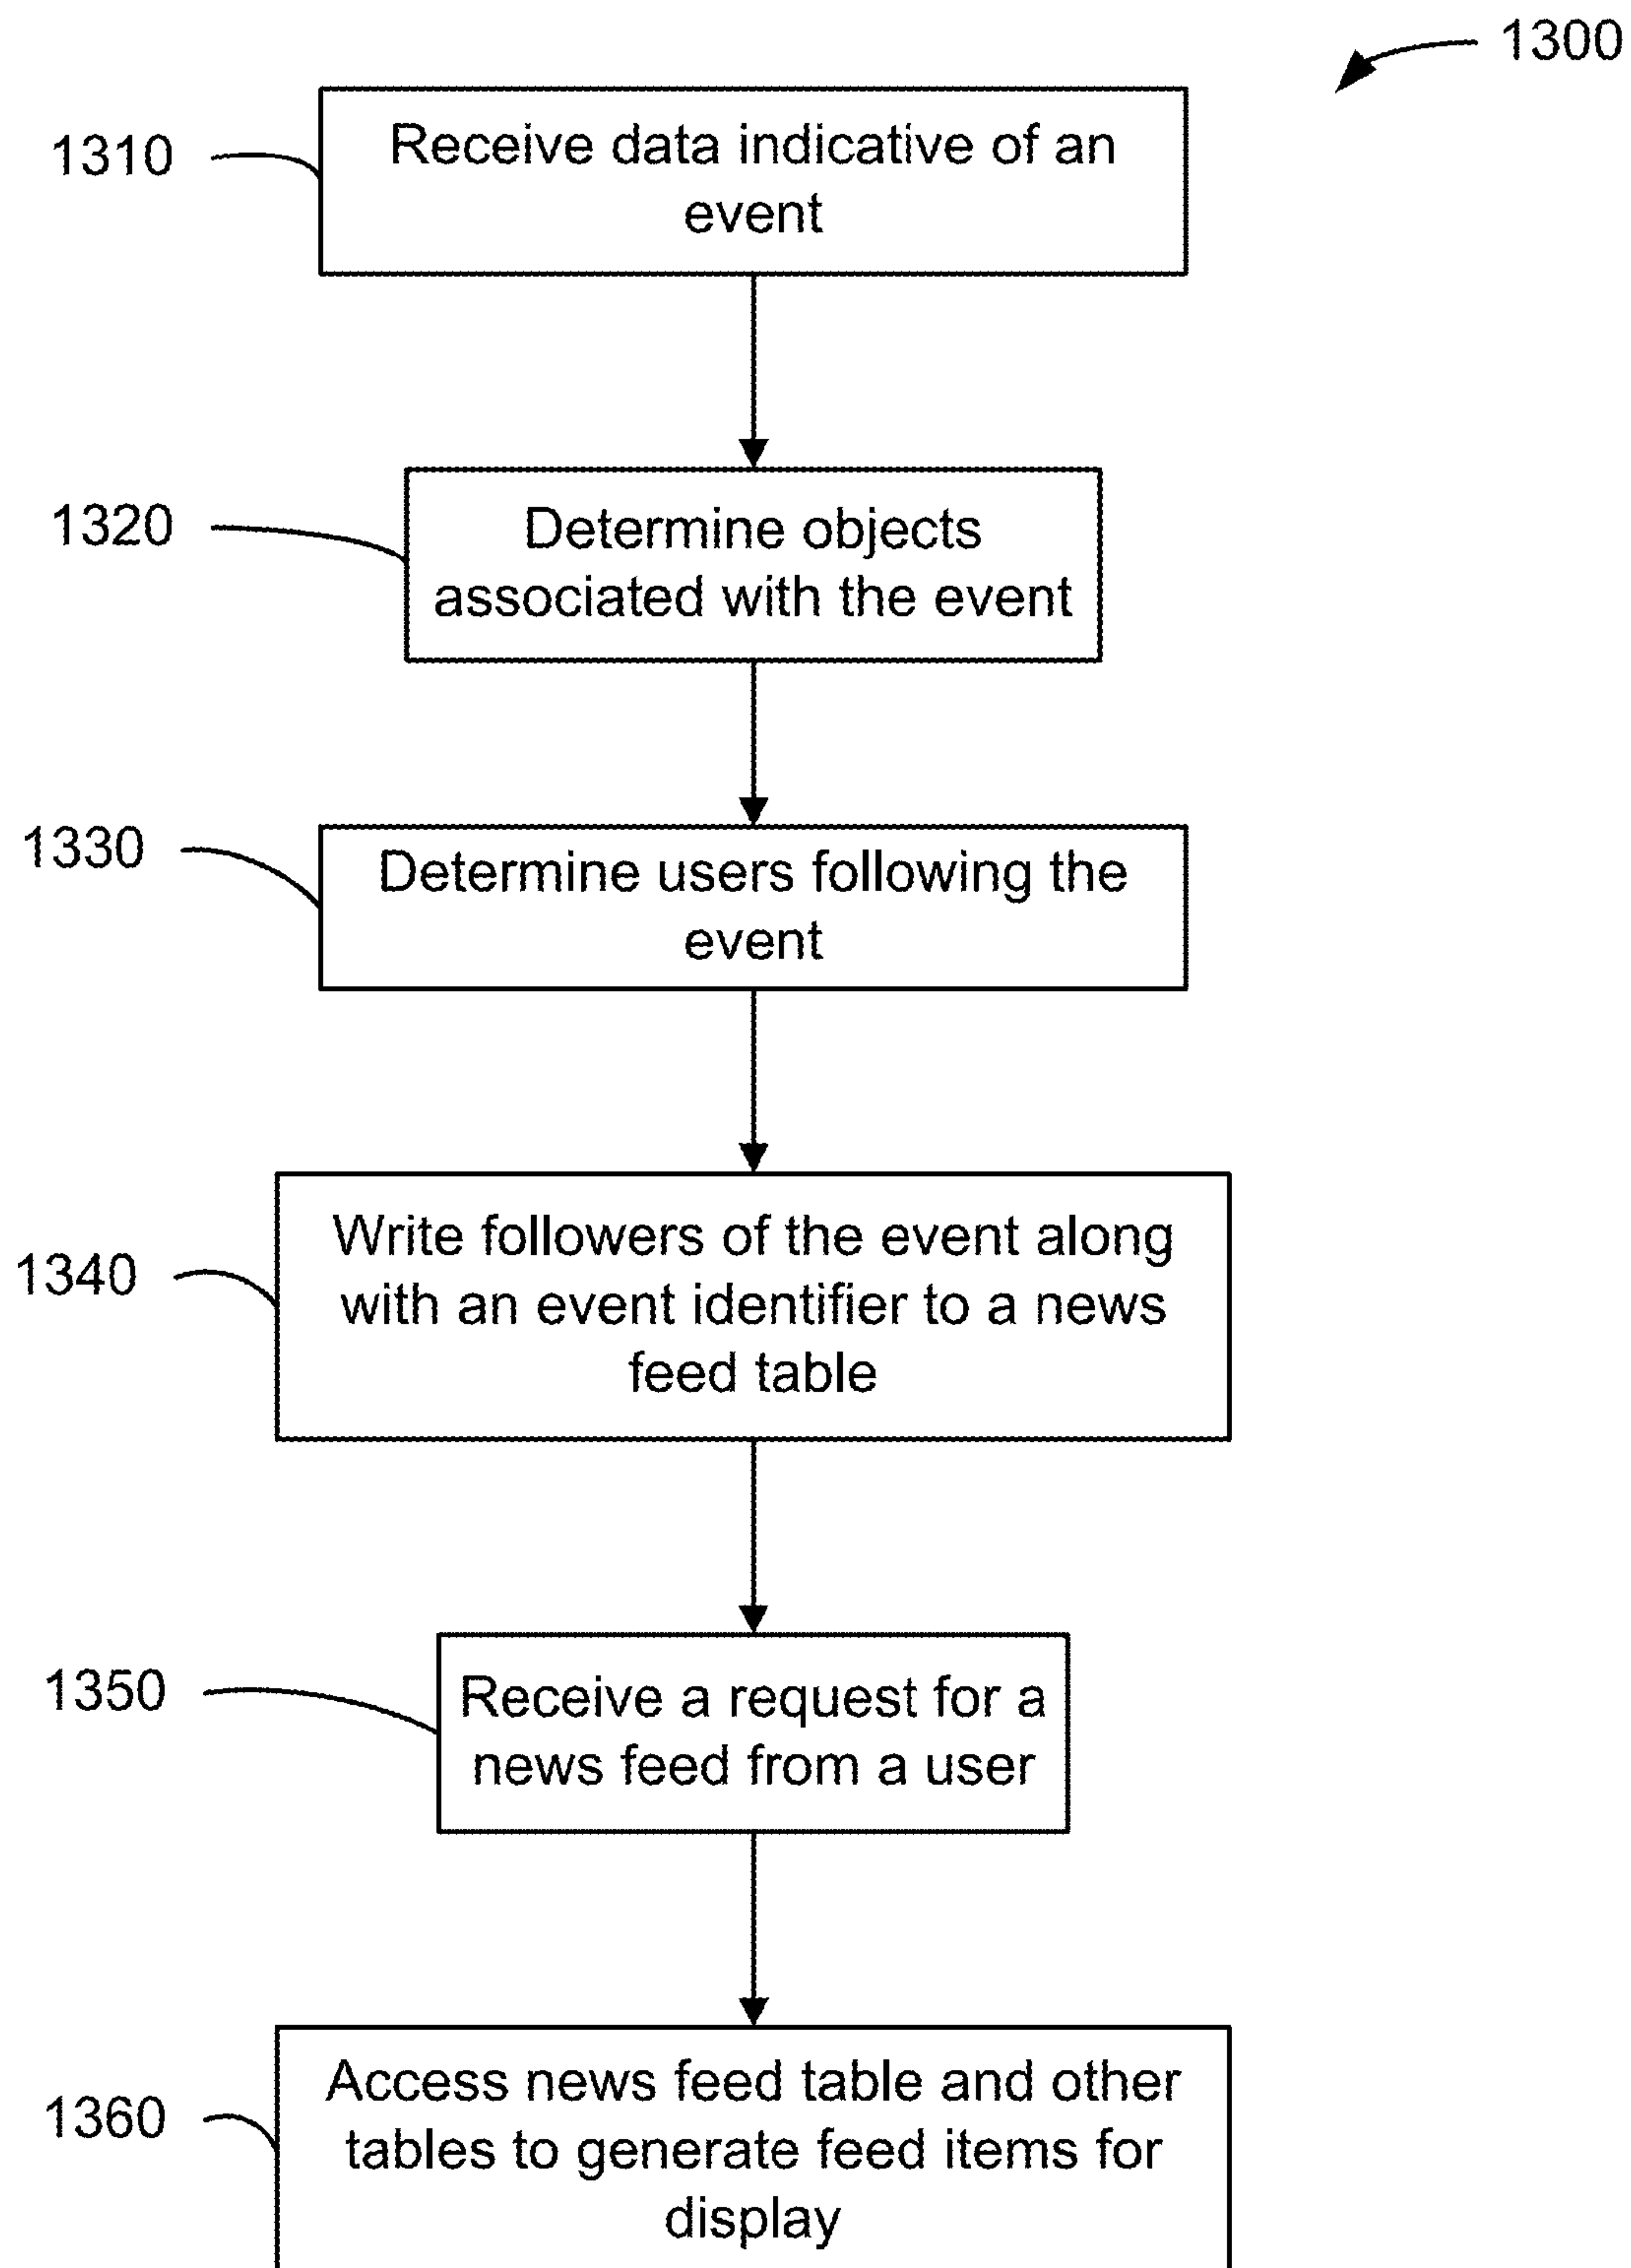 1300
1310
Receive data indicative of an
event
1320
Determine objects
associated with the event
1330
Determine users following the
event
1340
Write followers of the event along
with an event identifier to a news
feed table
1350
Receive a request for a
news feed from a user
1360
Access news feed table and other
tables to generate feed items for
display